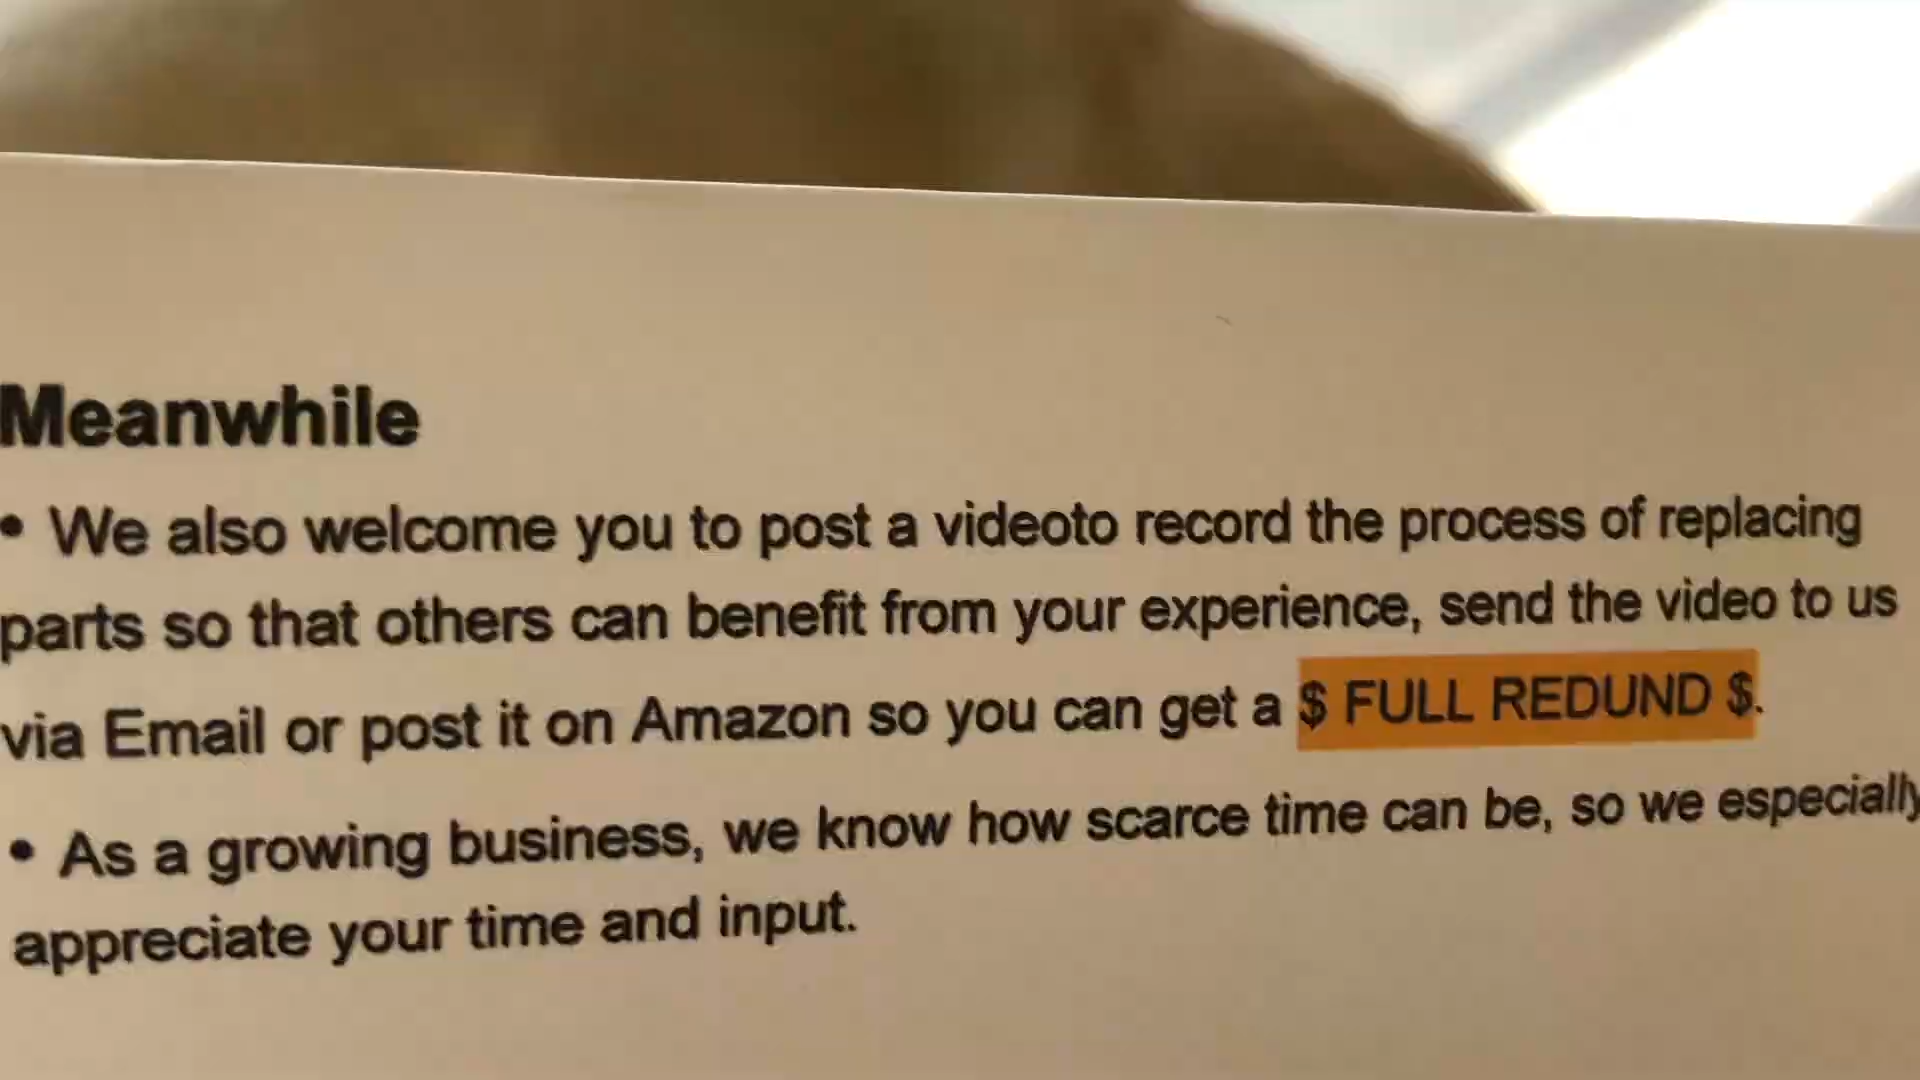 Meanwhile
• We also welcome you to post a videoto record the process of replacing
parts so that others can benefit from your experience, send the video to us
via Email or post it on Amazon so you can get a $ FULL REDUND $.
• As a growing business, we know how scarce time can be, so we especially
appreciate your time and input.